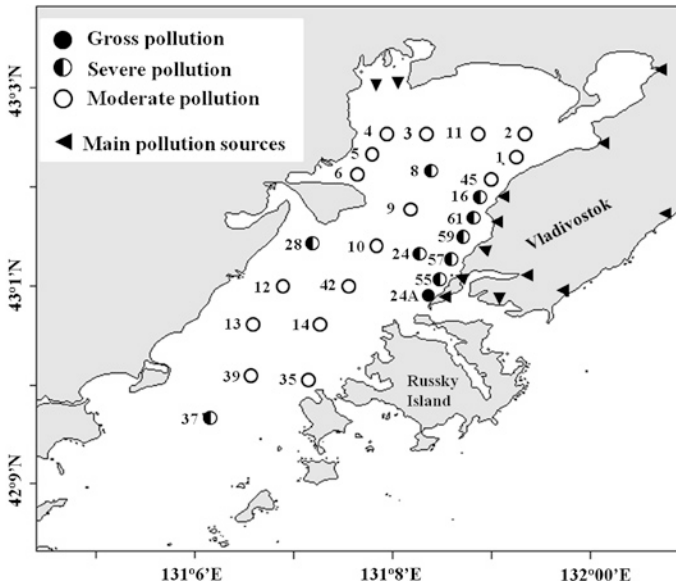 Gross pollution
Severe pollution
Moderate pollution
Main pollution sources
43°3'N
43°1'N
42°9'N
4
3
11
2
5
1
6
8
45
16
9
61
59
28
10
24
57
55
12
42
24A
13
14
39
35
37
Vladivostok
Russky
Island
131°6'E
131°8'E
132°00'E